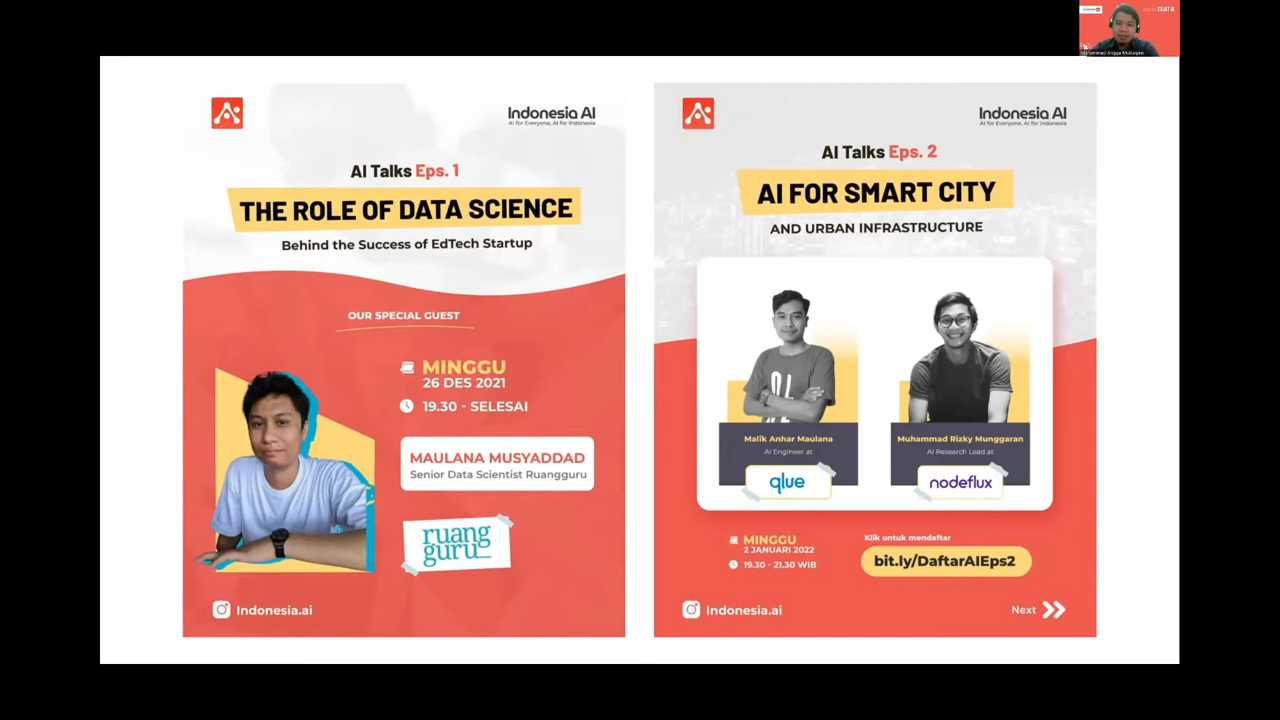 Indonesia AI
AI for Everyone, AI for Indonesia
AI Talks Eps. 1
THE ROLE OF DATA SCIENCE
Behind the Success of EdTech Startup
OUR SPECIAL GUEST
MINGGU
26 DES 2021
19.30 - SELESAI
MAULANA MUSYADDAD
Senior Data Scientist Ruangguru
ruang
guru
Indonesia.ai
Indonesia AI
AI for Everyone, AI for Indonesia
AI Talks Eps. 2
AI FOR SMART CITY
AND URBAN INFRASTRUCTURE
Malik Anhar Maulana
AI Engineer at
qlue
Muhammad Rizky Munggaran
AI Research Lead at
nodeflux
MINGGU
2 JANUARI 2022
19.30 - 21.30 WIB
Klik untuk mendaftar
bit.ly/DaftarAIEps2
Indonesia.ai
Next
Muhammad Angga Muttaqien